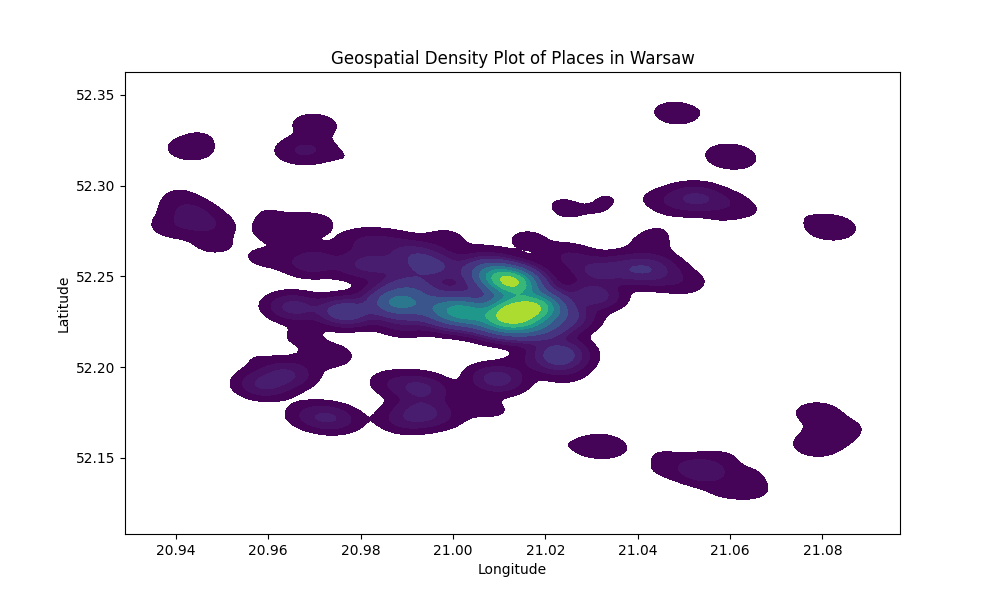 Geospatial Density Plot of Places in Warsaw
52.35
52.30
52.25
52.20
52.15
Latitude
20.94 20.96 20.98 21.00 21.02 21.04 21.06 21.08
Longitude